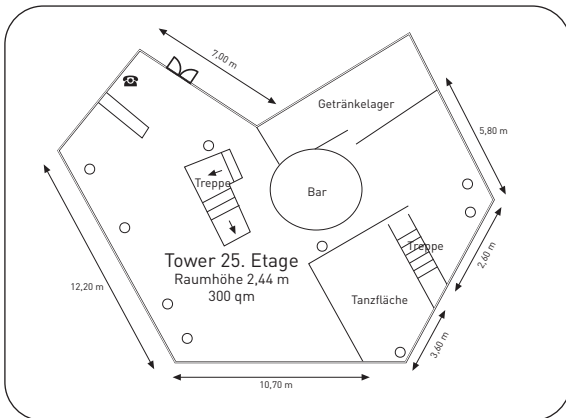 7,00 m
Getränkelager
5,80 m
Treppe
Bar
Treppe
2,60 m
Tower 25. Etage
Raumhöhe 2,44 m
300 qm
12,20 m
Tanzfläche
3,60 m
10,70 m